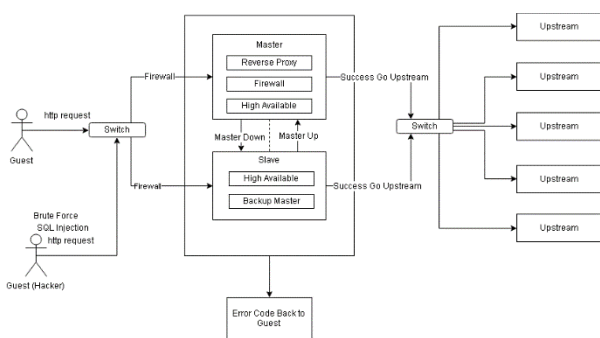 Master
Reverse Proxy
Firewall
High Available
Firewall
Success Go Upstream
http request
Switch
Guest
Master Down
Master Up
Slave
High Available
Backup Master
Firewall
Success Go Upstream
Brute Force
SQL Injection
http request
Guest (Hacker)
Error Code Back to
Guest
Switch
Upstream
Upstream
Upstream
Upstream
Upstream